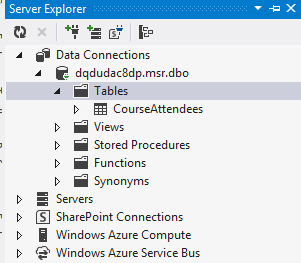 Server Explorer
Data Connections
dqdudac8dp.msr.dbo
Tables
CourseAttendees
Views
Stored Procedures
Functions
Synonyms
Servers
SharePoint Connections
Windows Azure Compute
Windows Azure Service Bus